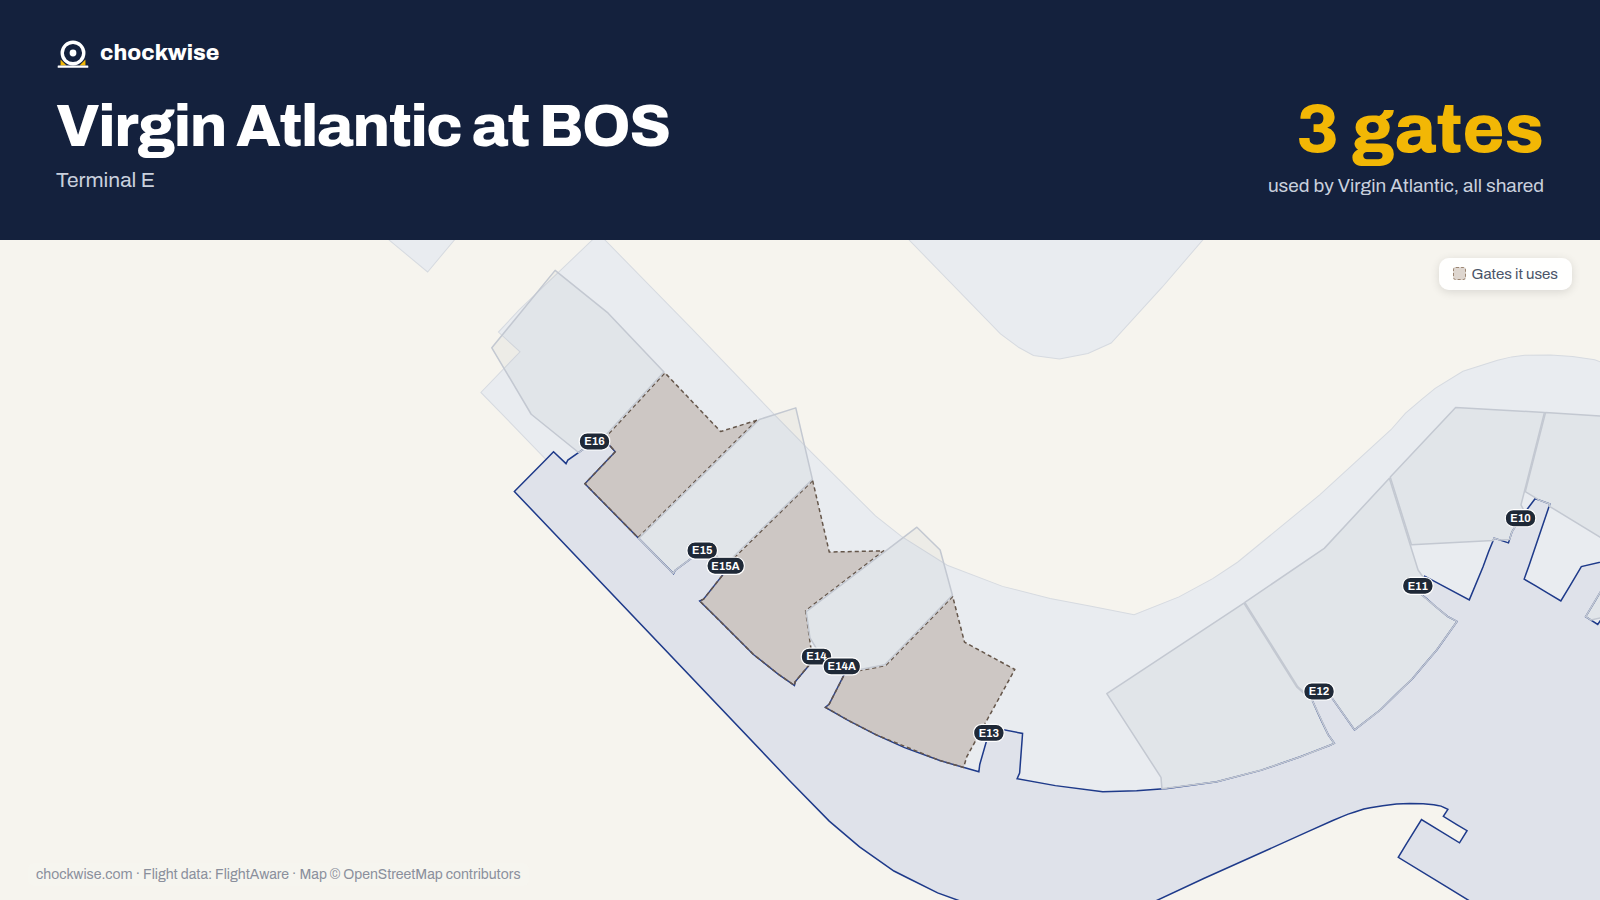 chockwise
Virgin Atlantic at BOS
Terminal E
3 gates
used by Virgin Atlantic, all shared
Gates it uses
E16
E15
E15A
E14
E14A
E13
E12
E11
E10
chockwise.com · Flight data: FlightAware · Map © OpenStreetMap contributors